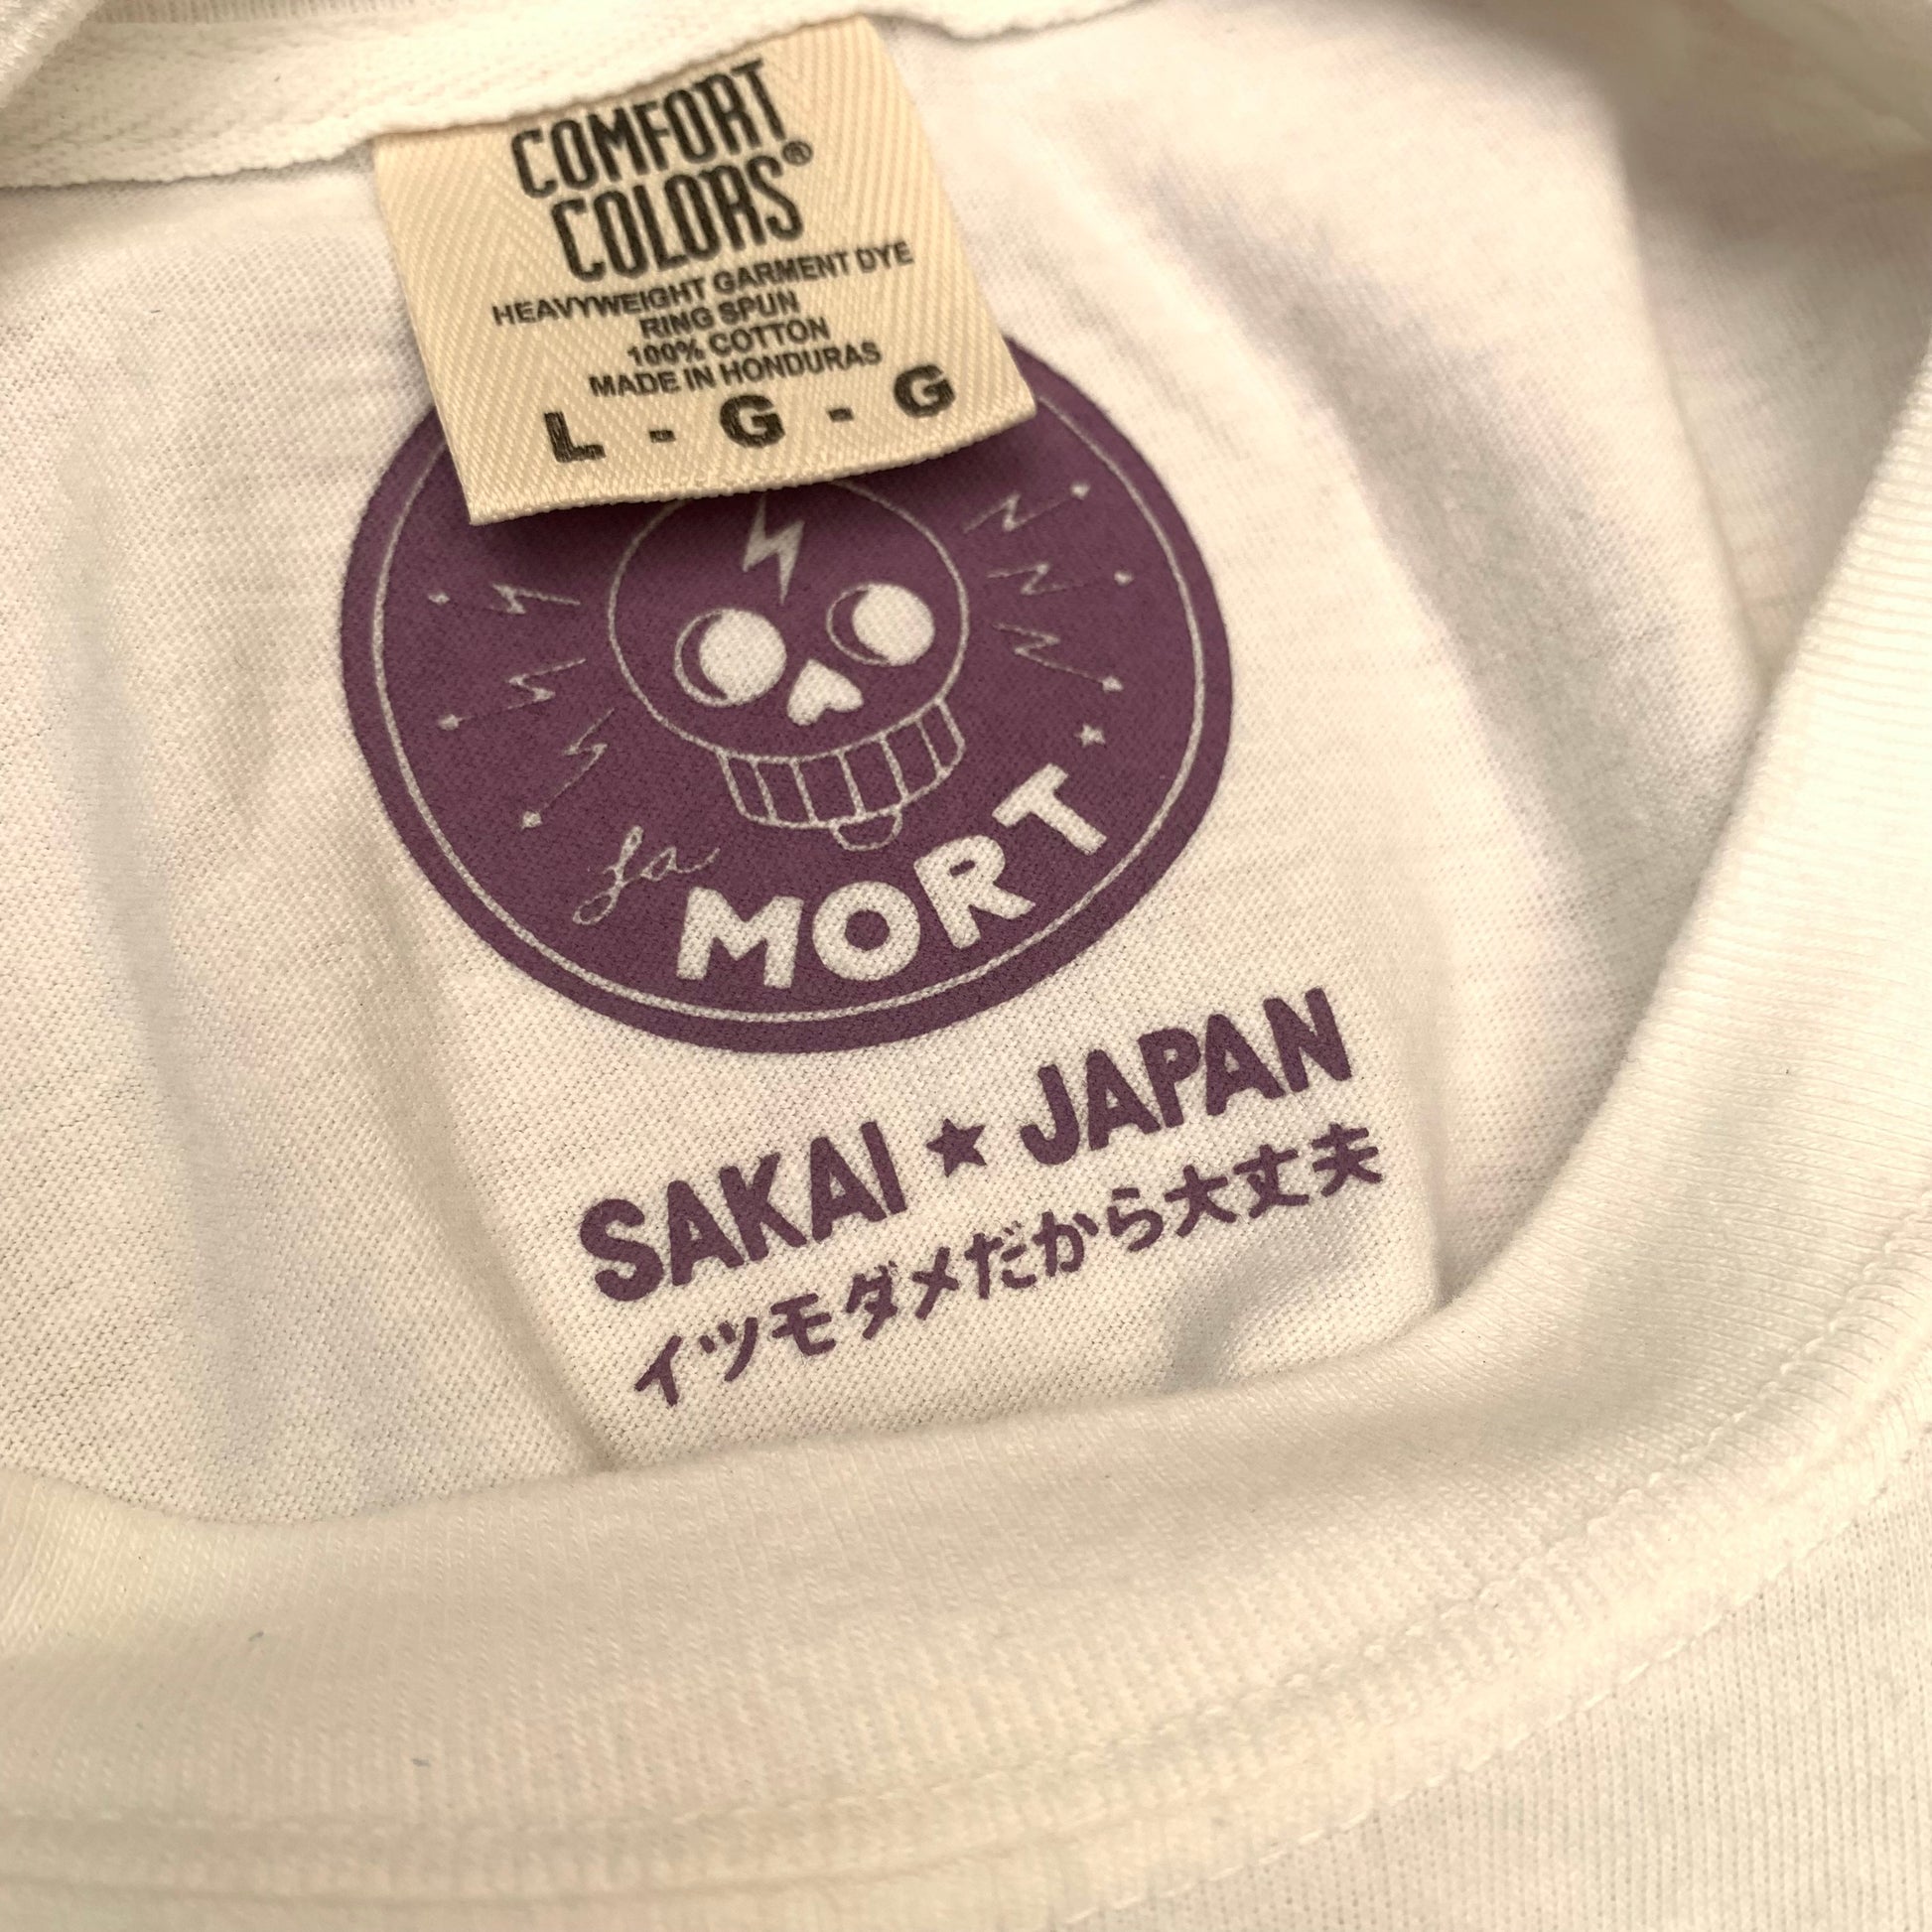 COMFORT
COLORS®
HEAVYWEIGHT GARMENT DYE
RING SPUN
100% COTTON
MADE IN HONDURAS
L - G - G
La
MORT
SAKAI ★ JAPAN
イツモダメだから大丈夫